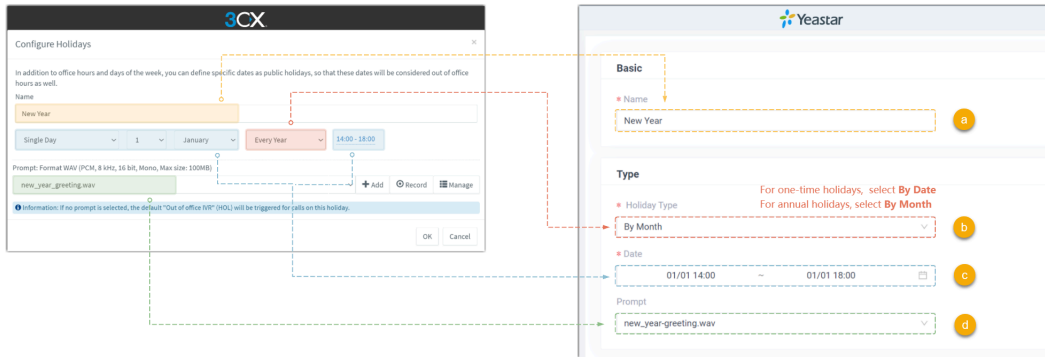 3CX
Configure Holidays
×
In addition to office hours and days of the week, you can define specific dates as public holidays, so that these dates will be considered out of office
hours as well.
Name
New Year
Single Day 1 January Every Year 14:00 - 18:00
Prompt: Format WAV (PCM, 8 kHz, 16 bit, Mono, Max size: 100MB)
new_year_greeting.wav + Add Record Manage
Information: If no prompt is selected, the default "Out of office IVR" (HOL) will be triggered for calls on this holiday.
OK Cancel
Yeastar
Basic
* Name
New Year
a
Type
For one-time holidays, select By Date
* Holiday Type For annual holidays, select By Month
By Month
b
* Date
01/01 14:00 ~ 01/01 18:00
c
Prompt
new_year-greeting.wav
d